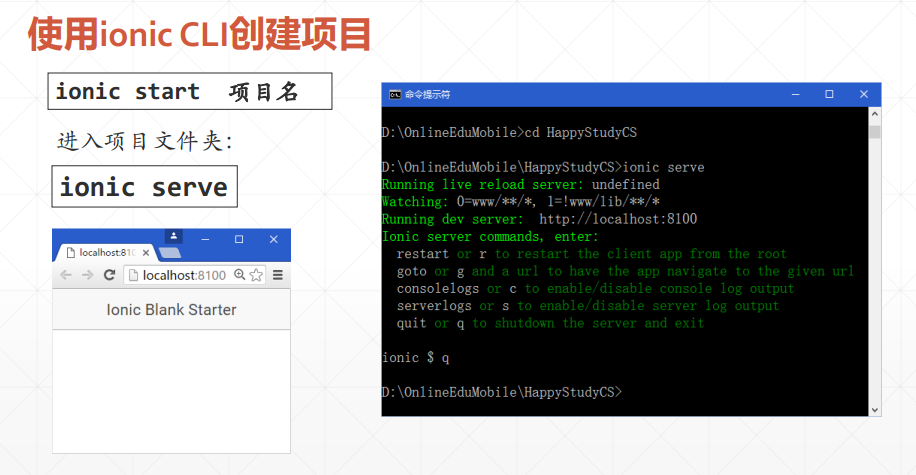 使用ionic CLI创建项目
ionic start 项目名
进入项目文件夹:
ionic serve
localhost:810
localhost:8100
Ionic Blank Starter
命令提示符
D:\OnlineEduMobile>cd HappyStudyCS
D:\OnlineEduMobile\HappyStudyCS>ionic serve
Running live reload server: undefined
Watching: 0=www/**/*, 1=!www/lib/**/*
Running dev server:  http://localhost:8100
Ionic server commands, enter:
restart or r to restart the client app from the root
goto or g and a url to have the app navigate to the given url
consolelogs or c to enable/disable console log output
serverlogs or s to enable/disable server log output
quit or q to shutdown the server and exit
ionic $ q
D:\OnlineEduMobile\HappyStudyCS>